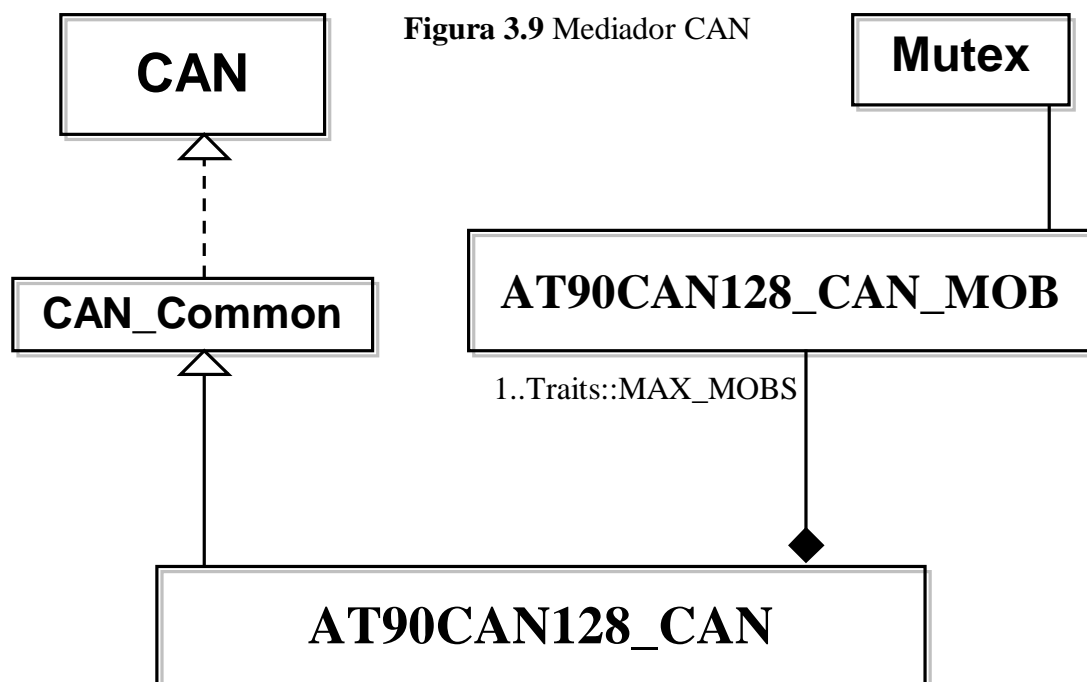 Figura 3.9 Mediador CAN
CAN
Mutex
AT90CAN128_CAN_MOB
CAN_Common
1..Traits::MAX_MOBS
AT90CAN128_CAN